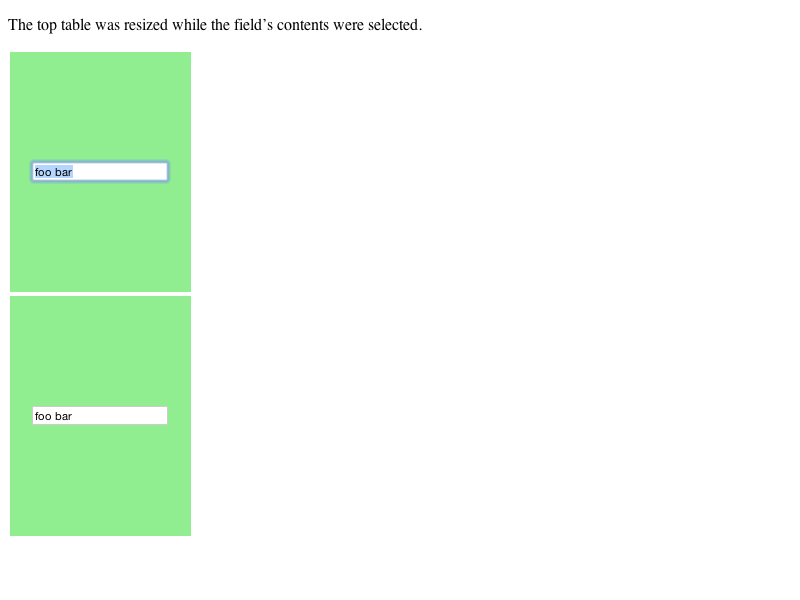 The top table was resized while the field’s contents were selected.
foo bar
foo bar